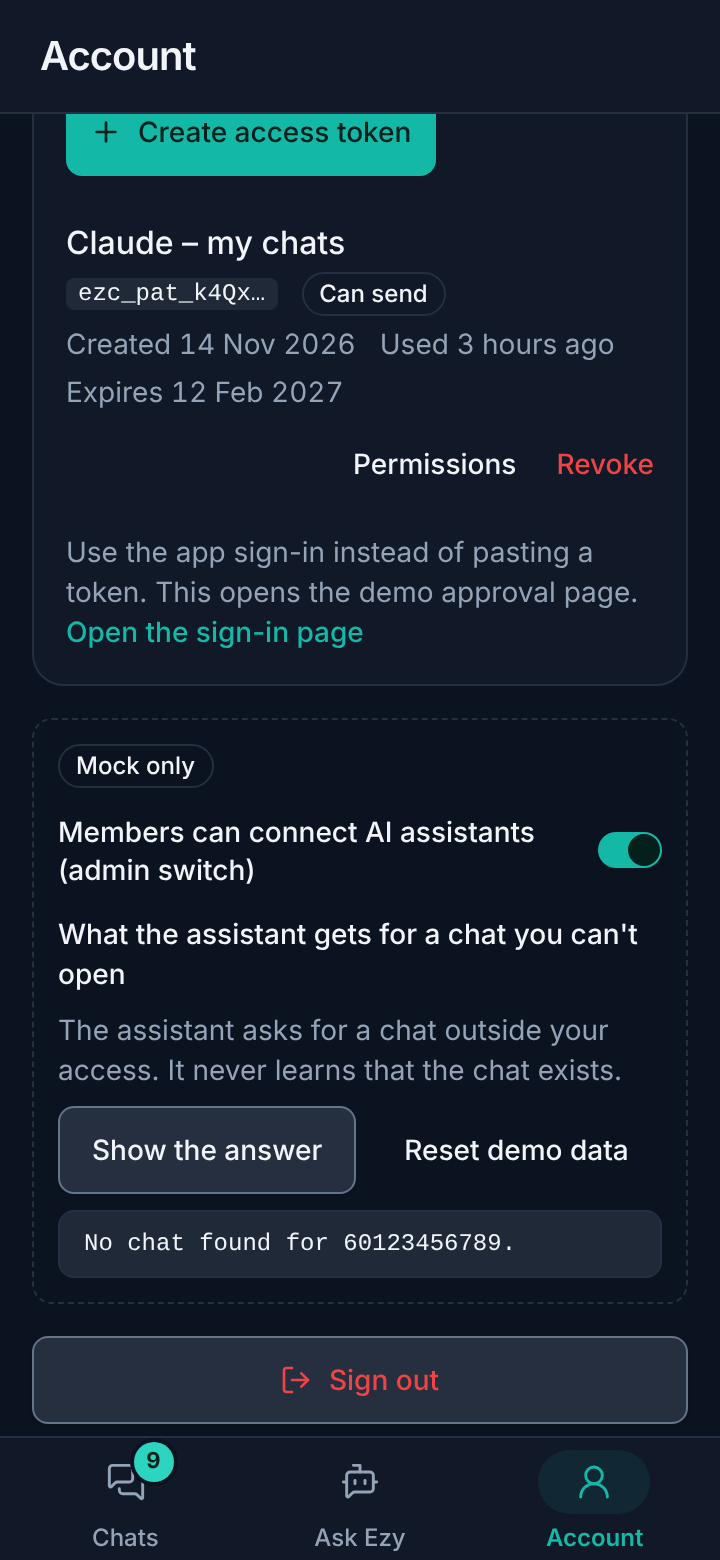 Account
Create access token
Claude – my chats
ezc_pat_k4Qx…
Can send
Created 14 Nov 2026 Used 3 hours ago
Expires 12 Feb 2027
Permissions Revoke
Use the app sign-in instead of pasting a
token. This opens the demo approval page.
Open the sign-in page
Mock only
Members can connect AI assistants
(admin switch)
What the assistant gets for a chat you can't
open
The assistant asks for a chat outside your
access. It never learns that the chat exists.
Show the answer
Reset demo data
No chat found for 60123456789.
Sign out
9
Chats
Ask Ezy
Account